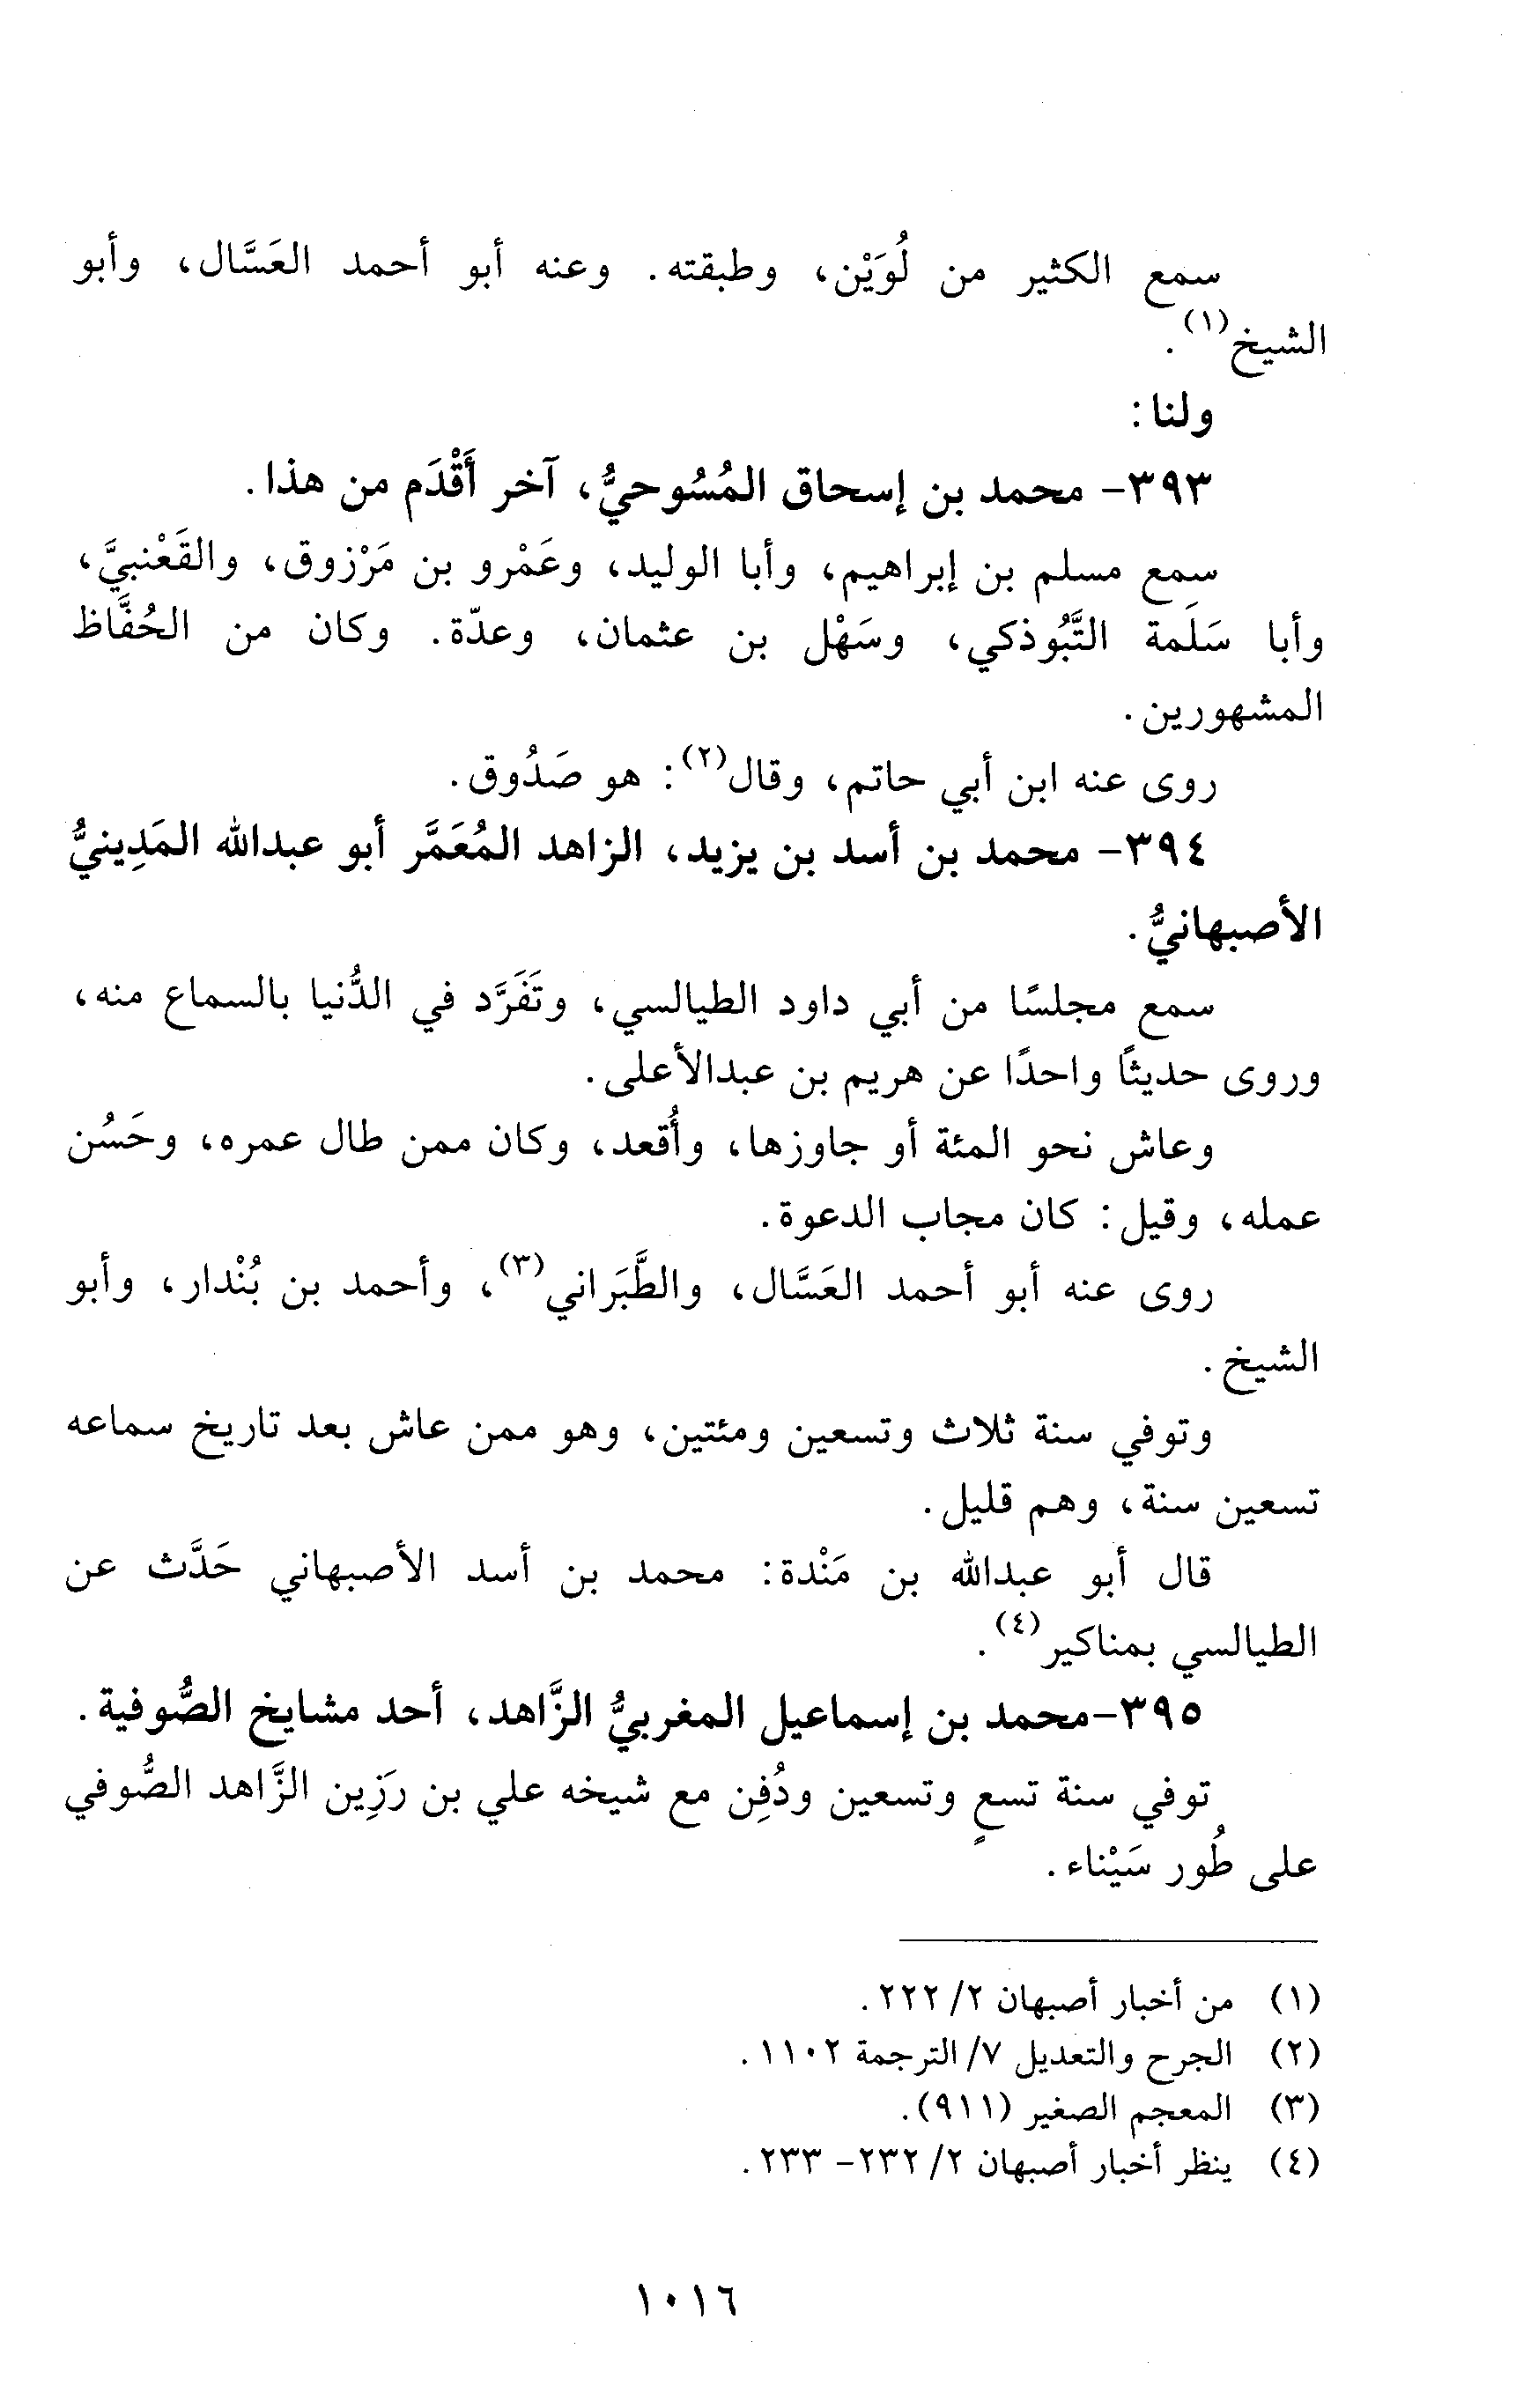 سمع الكثير من لُوَيْن، وطبقته. وعنه أبو أحمد العَسَّال، وأبو
الشيخ(١).
ولنا:
٣٩٣- محمد بن إسحاق المُسُوحيُّ، آخر أَقْدَم من هذا.
سمع مسلم بن إبراهيم، وأبا الوليد، وعَمْرو بن مَرْزوق، والقَعْنبيَّ،
وأبا سَلَمة التَّبُوذكي، وسَهْل بن عثمان، وعدّة. وكان من الحُفَّاظ
المشهورين.
روى عنه ابن أبي حاتم، وقال(٢): هو صَدُوق.
٣٩٤- محمد بن أسد بن يزيد، الزاهد المُعَمَّر أبو عبدالله المَدِينيُّ
الأصبهانيُّ.
سمع مجلسًا من أبي داود الطيالسي، وتَفَرَّد في الدُّنيا بالسماع منه،
وروى حديثًا واحدًا عن هريم بن عبدالأعلى.
وعاش نحو المئة أو جاوزها، وأُقعد، وكان ممن طال عمره، وحَسُن
عمله، وقيل: كان مجاب الدعوة.
روى عنه أبو أحمد العَسَّال، والطَّبَراني(٣)، وأحمد بن بُنْدار، وأبو
الشيخ.
وتوفي سنة ثلاث وتسعين ومئتين، وهو ممن عاش بعد تاريخ سماعه
تسعين سنة، وهم قليل.
قال أبو عبدالله بن مَنْدة: محمد بن أسد الأصبهاني حَدَّث عن
الطيالسي بمناكير(٤).
٣٩٥-محمد بن إسماعيل المغربيُّ الزَّاهد، أحد مشايخ الصُّوفية.
توفي سنة تسعٍ وتسعين ودُفِن مع شيخه علي بن رَزِين الزَّاهد الصُّوفي
على طُور سَيْناء.
(١) من أخبار أصبهان ٢/ ٢٢٢.
(٢) الجرح والتعديل ٧/ الترجمة ١١٠٢.
(٣) المعجم الصغير (٩١١).
(٤) ينظر أخبار أصبهان ٢/ ٢٣٢- ٢٣٣.
١٠١٦